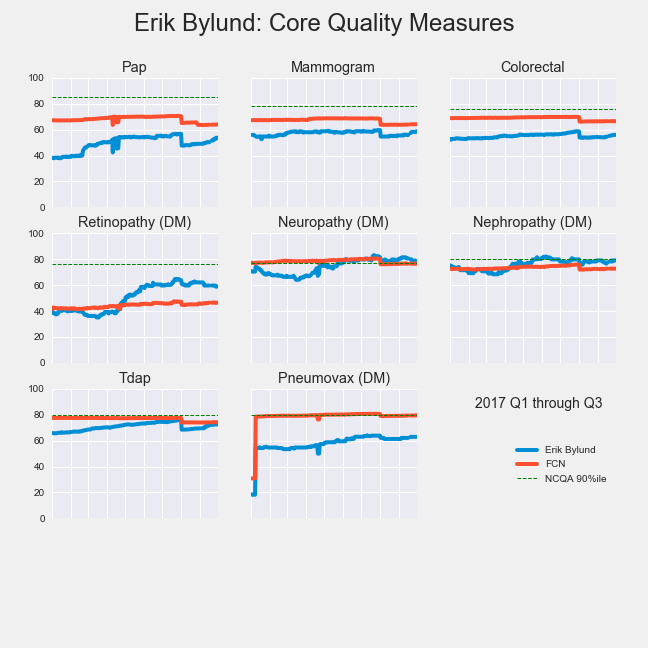 Erik Bylund: Core Quality Measures
Pap
Mammogram
Colorectal
100
80
60
40
20
0
Retinopathy (DM)
Neuropathy (DM)
Nephropathy (DM)
100
80
60
40
20
0
Tdap
Pneumovax (DM)
100
80
60
40
20
0
2017 Q1 through Q3
Erik Bylund
FCN
NCQA 90%ile